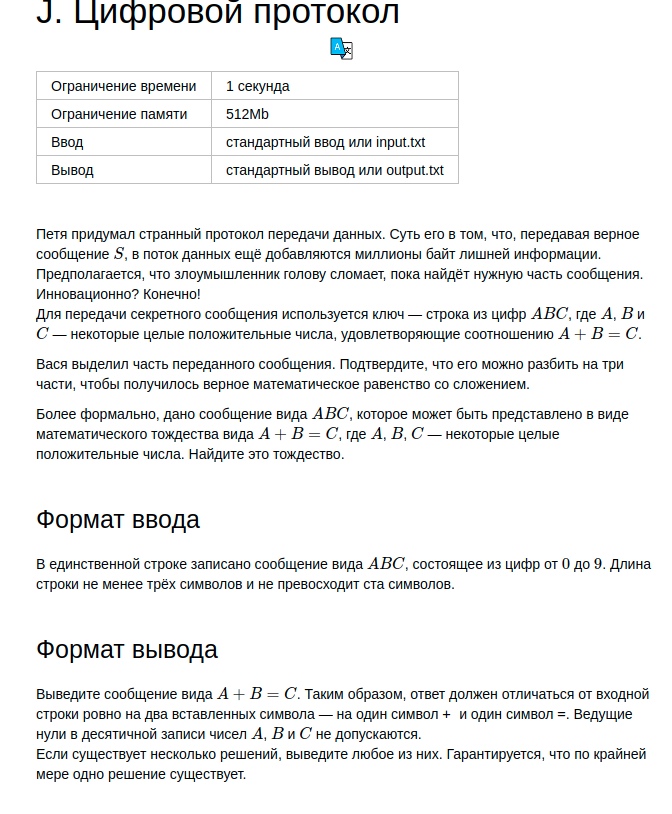 J. Цифровой протокол
A
Ограничение времени 1 секунда
Ограничение памяти 512Mb
Ввод стандартный ввод или input.txt
Вывод стандартный вывод или output.txt
Петя придумал странный протокол передачи данных. Суть его в том, что, передавая верное
сообщение S, в поток данных ещё добавляются миллионы байт лишней информации.
Предполагается, что злоумышленник голову сломает, пока найдёт нужную часть сообщения.
Инновационно? Конечно!
Для передачи секретного сообщения используется ключ — строка из цифр ABC, где A, B и
C — некоторые целые положительные числа, удовлетворяющие соотношению A + B = C.
Вася выделил часть переданного сообщения. Подтвердите, что его можно разбить на три
части, чтобы получилось верное математическое равенство со сложением.
Более формально, дано сообщение вида ABC, которое может быть представлено в виде
математического тождества вида A + B = C, где A, B, C — некоторые целые
положительные числа. Найдите это тождество.
Формат ввода
В единственной строке записано сообщение вида ABC, состоящее из цифр от 0 до 9. Длина
строки не менее трёх символов и не превосходит ста символов.
Формат вывода
Выведите сообщение вида A + B = C. Таким образом, ответ должен отличаться от входной
строки ровно на два вставленных символа — на один символ + и один символ =. Ведущие
нули в десятичной записи чисел A, B и C не допускаются.
Если существует несколько решений, выведите любое из них. Гарантируется, что по крайней
мере одно решение существует.